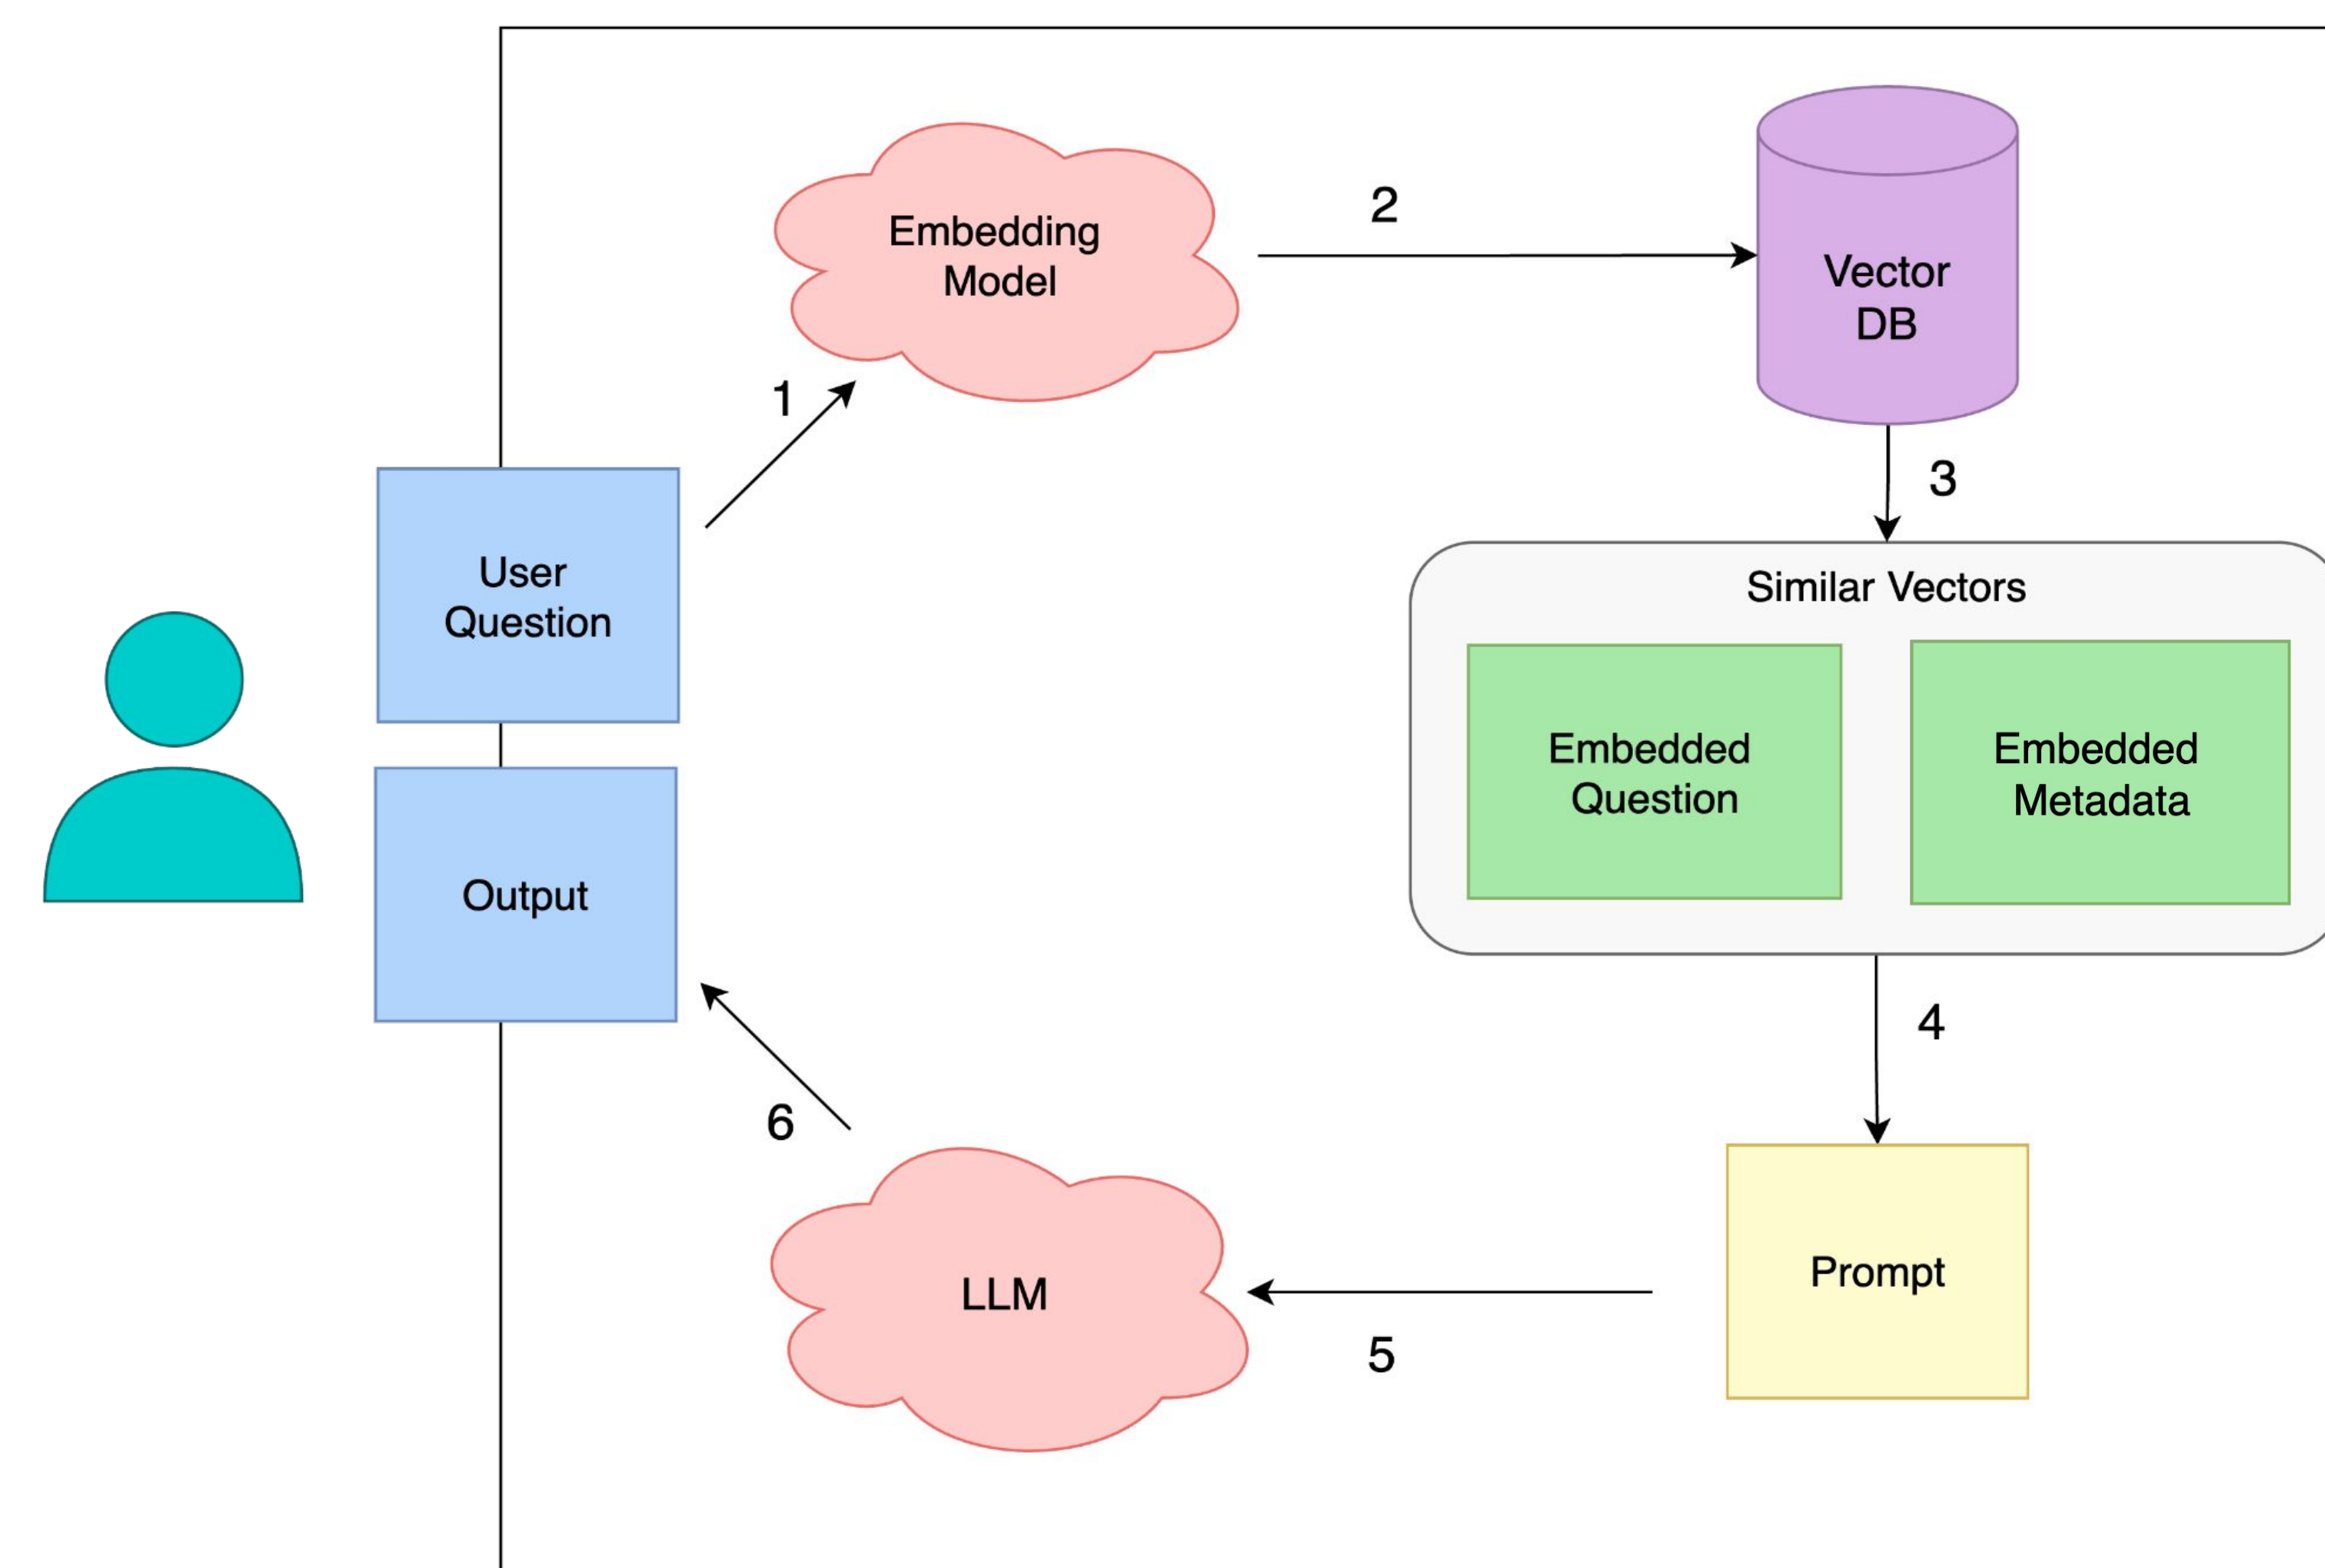 Embedding
Model
2
Vector
DB
1
3
User
Question
Similar Vectors
Embedded
Question
Embedded
Metadata
Output
4
6
LLM
5
Prompt